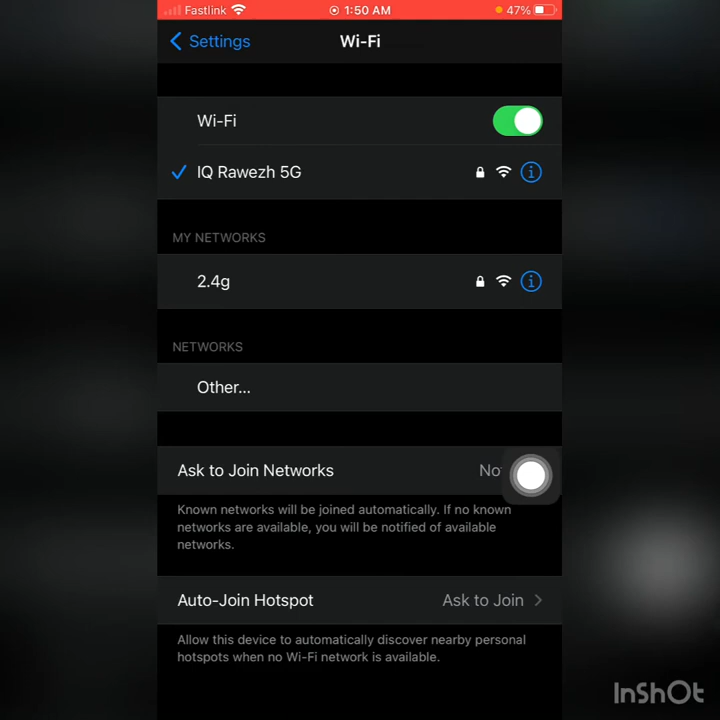 Fastlink 1:50 AM 47%
Settings Wi-Fi
Wi-Fi
IQ Rawezh 5G
MY NETWORKS
2.4g
NETWORKS
Other...
Ask to Join Networks
Known networks will be joined automatically. If no known
networks are available, you will be notified of available
networks.
Auto-Join Hotspot Ask to Join
Allow this device to automatically discover nearby personal
hotspots when no Wi-Fi network is available.
InShOt